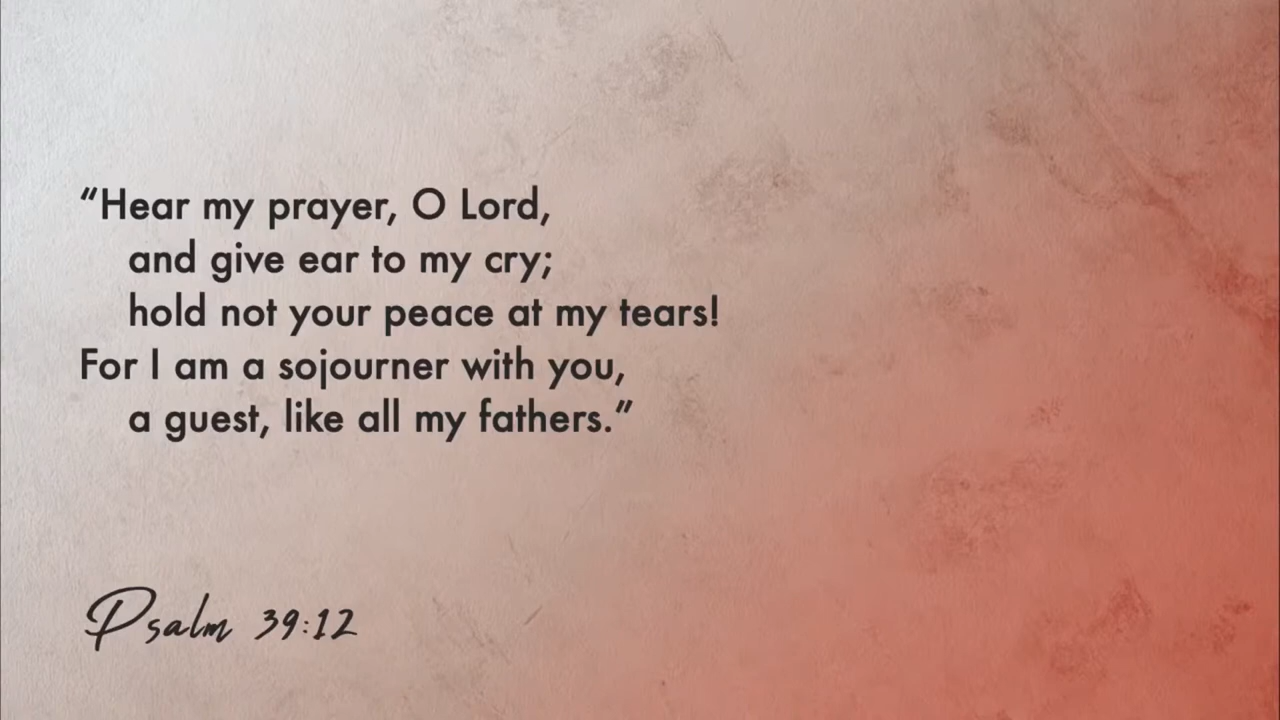 “Hear my prayer, O Lord,
and give ear to my cry;
hold not your peace at my tears!
For I am a sojourner with you,
a guest, like all my fathers.”
Psalm 39:12